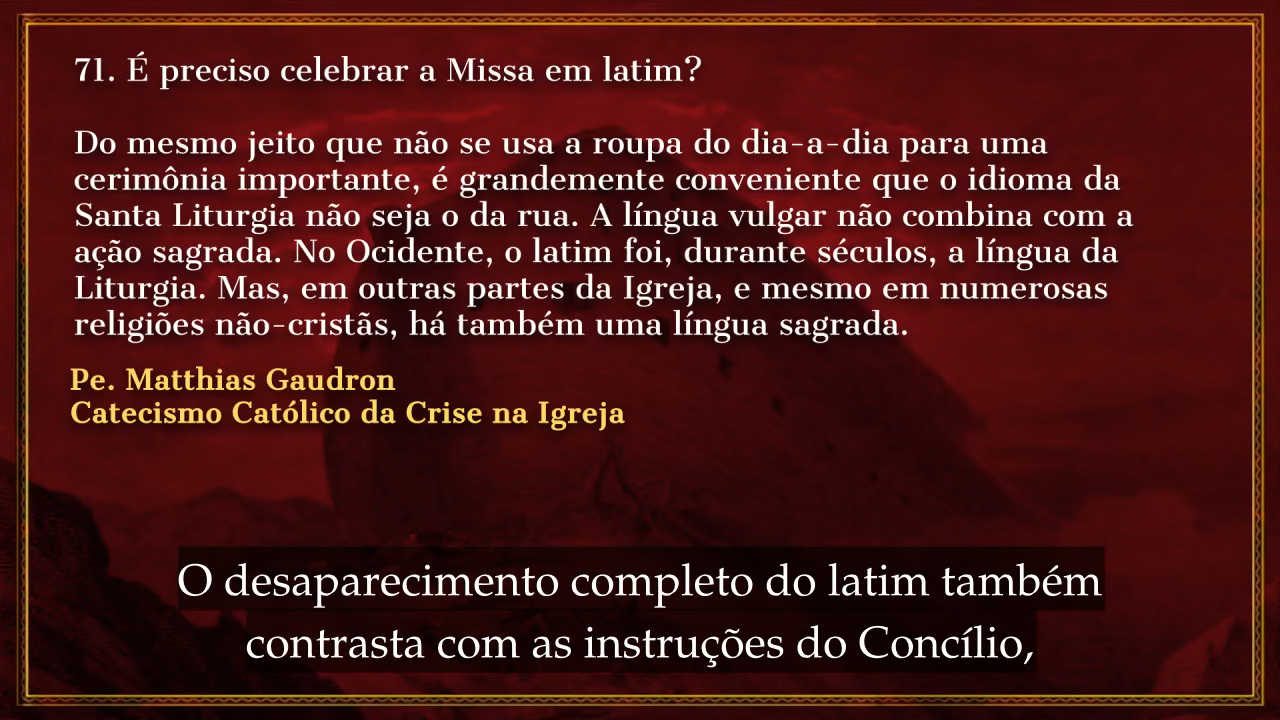 71. É preciso celebrar a Missa em latim?
Do mesmo jeito que não se usa a roupa do dia-a-dia para uma
cerimônia importante, é grandemente conveniente que o idioma da
Santa Liturgia não seja o da rua. A língua vulgar não combina com a
ação sagrada. No Ocidente, o latim foi, durante séculos, a língua da
Liturgia. Mas, em outras partes da Igreja, e mesmo em numerosas
religiões não-cristãs, há também uma língua sagrada.
Pe. Matthias Gaudron
Catecismo Católico da Crise na Igreja
O desaparecimento completo do latim também
contrasta com as instruções do Concílio,